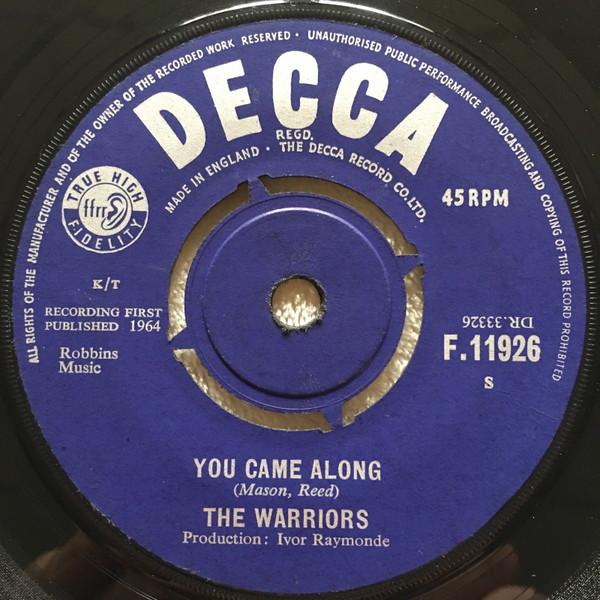 ALL RIGHTS OF THE MANUFACTURER AND OF THE OWNER OF THE RECORDED WORK RESERVED · UNAUTHORISED PUBLIC PERFORMANCE BROADCASTING AND COPYING OF THIS RECORD PROHIBITED
DECCA
REGD.
MADE IN ENGLAND · THE DECCA RECORD CO. LTD.
TRUE HIGH
ffrr
FIDELITY
45 RPM
K/T
RECORDING FIRST
PUBLISHED 1964
Robbins
Music
DR.33326
F.11926
S
YOU CAME ALONG
(Mason, Reed)
THE WARRIORS
Production: Ivor Raymonde